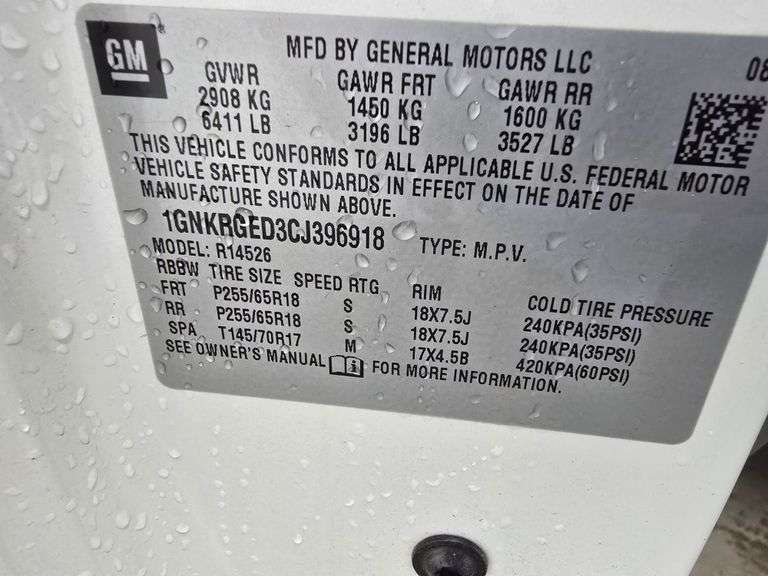 GM
MFD BY GENERAL MOTORS LLC
08
GVWR GAWR FRT GAWR RR
2908 KG 1450 KG 1600 KG
6411 LB 3196 LB 3527 LB
THIS VEHICLE CONFORMS TO ALL APPLICABLE U.S. FEDERAL MOTOR
VEHICLE SAFETY STANDARDS IN EFFECT ON THE DATE OF
MANUFACTURE SHOWN ABOVE.
1GNKRGED3CJ396918 TYPE: M.P.V.
MODEL: R14526
RBBW TIRE SIZE SPEED RTG RIM COLD TIRE PRESSURE
FRT P255/65R18 S 18X7.5J 240KPA(35PSI)
RR P255/65R18 S 18X7.5J 240KPA(35PSI)
SPA T145/70R17 M 17X4.5B 420KPA(60PSI)
SEE OWNER'S MANUAL FOR MORE INFORMATION.